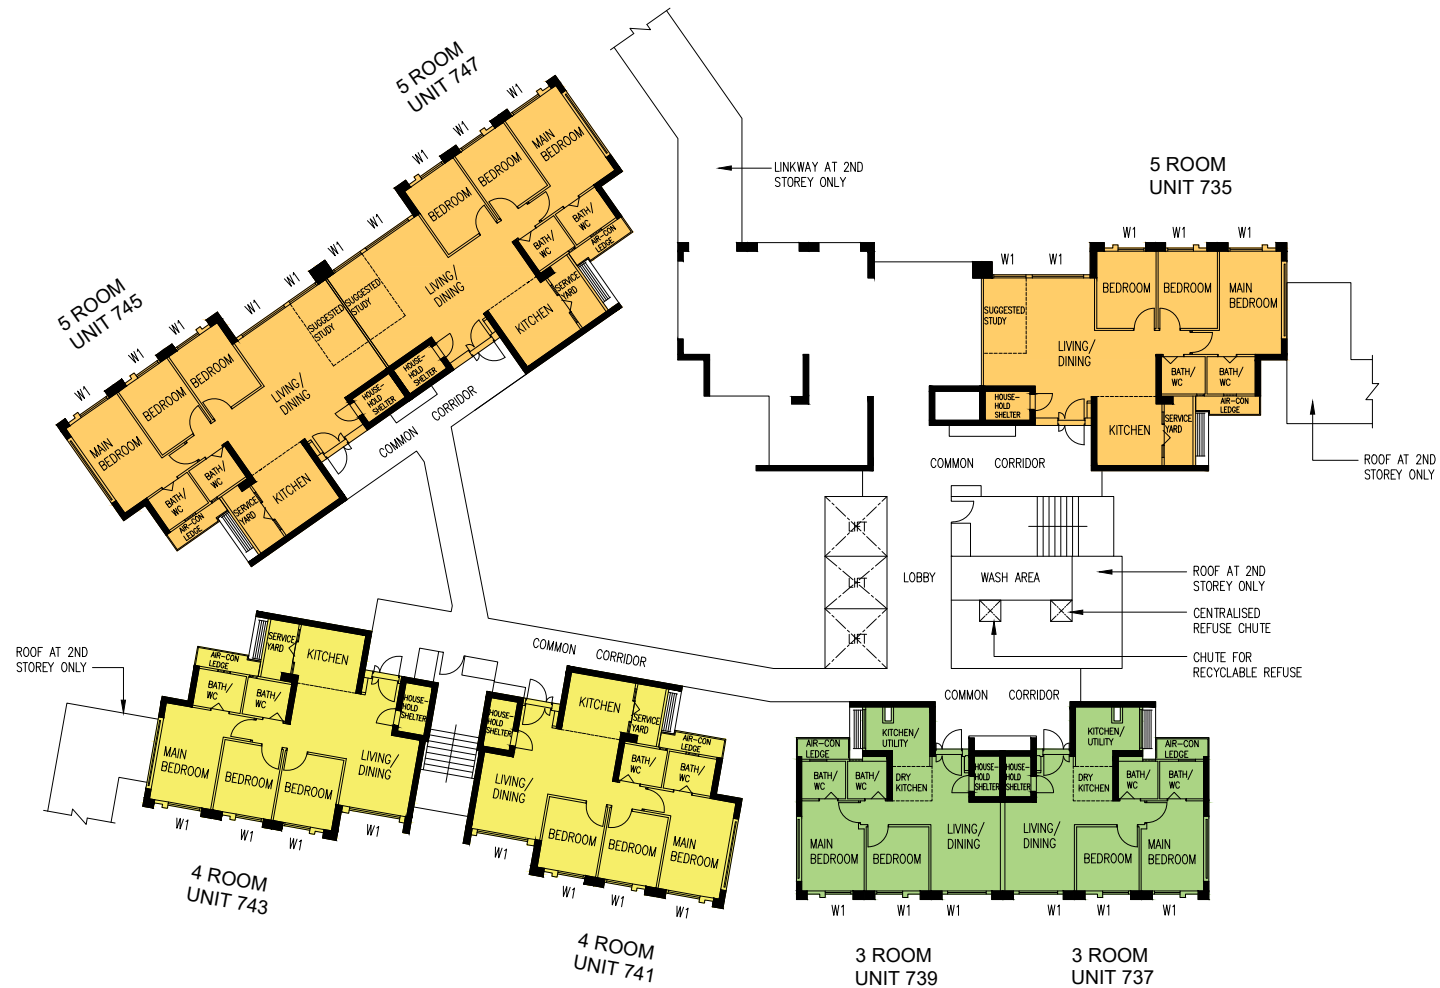 5 ROOM
UNIT 747
W1
W1
W1
MAIN
BEDROOM
BEDROOM
BEDROOM
BATH/
WC
BATH/
WC
AIR-CON
LEDGE
SERVICE
YARD
KITCHEN
LIVING/
DINING
SUGGESTED
STUDY
HOUSE-
HOLD
SHELTER
W1
W1
5 ROOM
UNIT 745
W1
W1
W1
W1
W1
MAIN
BEDROOM
BEDROOM
BEDROOM
LIVING/
DINING
SUGGESTED
STUDY
HOUSE-
HOLD
SHELTER
BATH/
WC
BATH/
WC
AIR-CON
LEDGE
SERVICE
YARD
KITCHEN
COMMON CORRIDOR
LINKWAY AT 2ND
STOREY ONLY
5 ROOM
UNIT 735
W1
W1
W1
W1
W1
BEDROOM
BEDROOM
MAIN
BEDROOM
SUGGESTED
STUDY
LIVING/
DINING
BATH/
WC
BATH/
WC
AIR-CON
LEDGE
HOUSE-
HOLD
SHELTER
KITCHEN
SERVICE
YARD
COMMON CORRIDOR
ROOF AT 2ND
STOREY ONLY
LIFT
LIFT
LIFT
LOBBY
WASH AREA
ROOF AT 2ND
STOREY ONLY
CENTRALISED
REFUSE CHUTE
CHUTE FOR
RECYCLABLE REFUSE
COMMON CORRIDOR
COMMON CORRIDOR
ROOF AT 2ND
STOREY ONLY
AIR-CON
LEDGE
SERVICE
YARD
KITCHEN
BATH/
WC
BATH/
WC
HOUSE-
HOLD
SHELTER
MAIN
BEDROOM
BEDROOM
BEDROOM
LIVING/
DINING
W1
W1
W1
W1
4 ROOM
UNIT 743
HOUSE-
HOLD
SHELTER
KITCHEN
SERVICE
YARD
AIR-CON
LEDGE
BATH/
WC
BATH/
WC
LIVING/
DINING
BEDROOM
BEDROOM
MAIN
BEDROOM
W1
W1
W1
W1
4 ROOM
UNIT 741
KITCHEN/
UTILITY
AIR-CON
LEDGE
BATH/
WC
BATH/
WC
DRY
KITCHEN
HOUSE-
HOLD
SHELTER
MAIN
BEDROOM
BEDROOM
LIVING/
DINING
W1
W1
W1
3 ROOM
UNIT 739
KITCHEN/
UTILITY
AIR-CON
LEDGE
HOUSE-
HOLD
SHELTER
DRY
KITCHEN
BATH/
WC
BATH/
WC
LIVING/
DINING
BEDROOM
MAIN
BEDROOM
W1
W1
W1
3 ROOM
UNIT 737